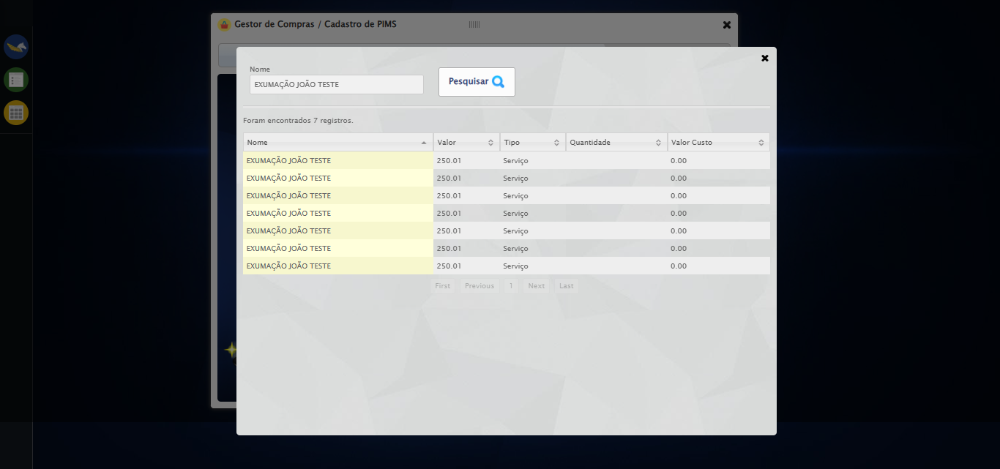 Gestor de Compras / Cadastro de PIMS
Nome
EXUMAÇÃO JOÃO TESTE
Pesquisar
Foram encontrados 7 registros.
Nome Valor Tipo Quantidade Valor Custo
EXUMAÇÃO JOÃO TESTE 250.01 Serviço 0.00
EXUMAÇÃO JOÃO TESTE 250.01 Serviço 0.00
EXUMAÇÃO JOÃO TESTE 250.01 Serviço 0.00
EXUMAÇÃO JOÃO TESTE 250.01 Serviço 0.00
EXUMAÇÃO JOÃO TESTE 250.01 Serviço 0.00
EXUMAÇÃO JOÃO TESTE 250.01 Serviço 0.00
EXUMAÇÃO JOÃO TESTE 250.01 Serviço 0.00
First Previous 1 Next Last